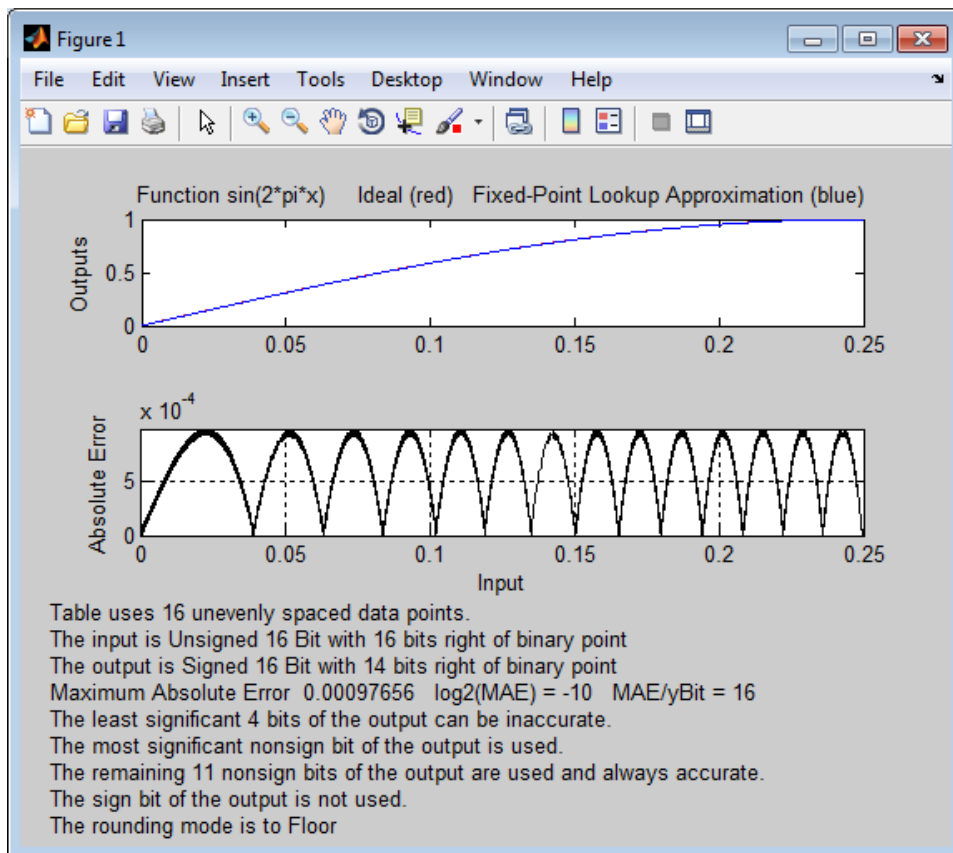 Figure 1
File Edit View Insert Tools Desktop Window Help
Function sin(2*pi*x) Ideal (red) Fixed-Point Lookup Approximation (blue)
1
0.5
0
Outputs
0 0.05 0.1 0.15 0.2 0.25
x 10^-4
5
0
Absolute Error
0 0.05 0.1 0.15 0.2 0.25
Input
Table uses 16 unevenly spaced data points.
The input is Unsigned 16 Bit with 16 bits right of binary point
The output is Signed 16 Bit with 14 bits right of binary point
Maximum Absolute Error 0.00097656 log2(MAE) = -10 MAE/yBit = 16
The least significant 4 bits of the output can be inaccurate.
The most significant nonsign bit of the output is used.
The remaining 11 nonsign bits of the output are used and always accurate.
The sign bit of the output is not used.
The rounding mode is to Floor